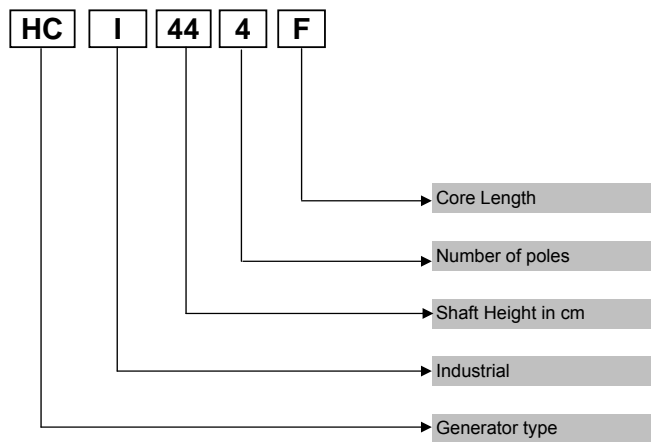 HC I 44 4 F
Core Length
Number of poles
Shaft Height in cm
Industrial
Generator type